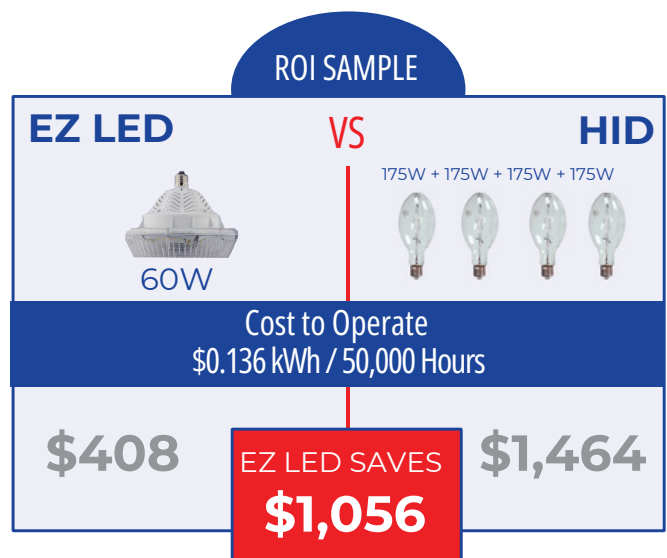 ROI SAMPLE
EZ LED
VS
HID
175W + 175W + 175W + 175W
60W
Cost to Operate
$0.136 kWh / 50,000 Hours
$408
EZ LED SAVES
$1,056
$1,464